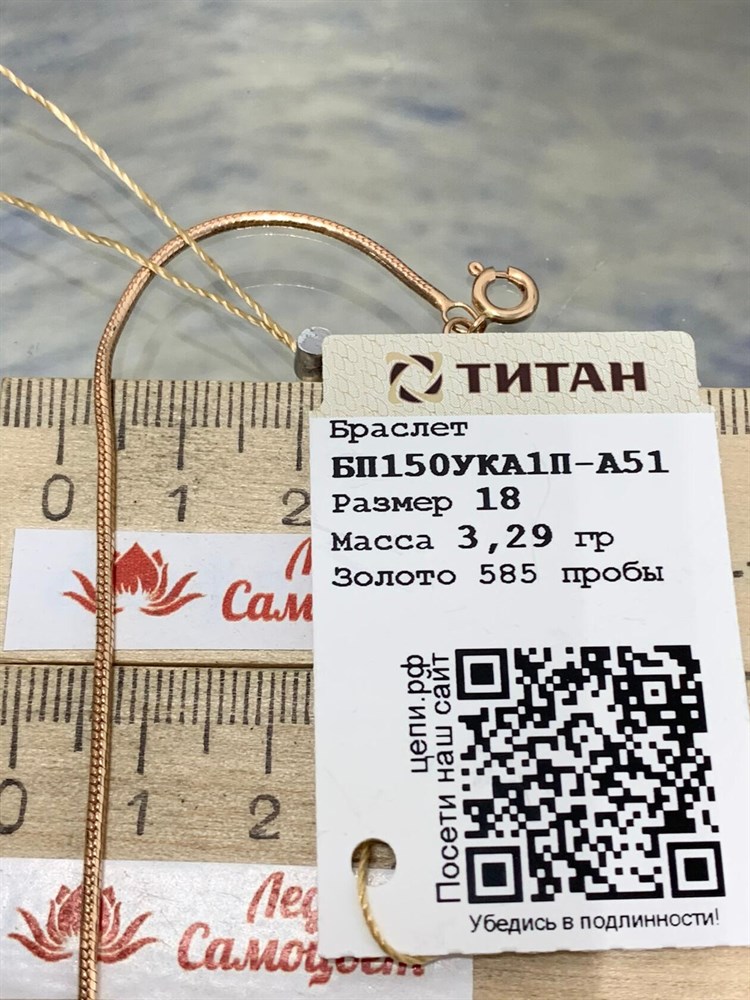 ТИТАН
Браслет
БП150УКА1П-А51
Размер 18
Масса 3,29 гр
Золото 585 пробы
цепи.рф
Посети наш сайт
Убедись в подлинности!
0 1 2
0 1 2
Самоцвет